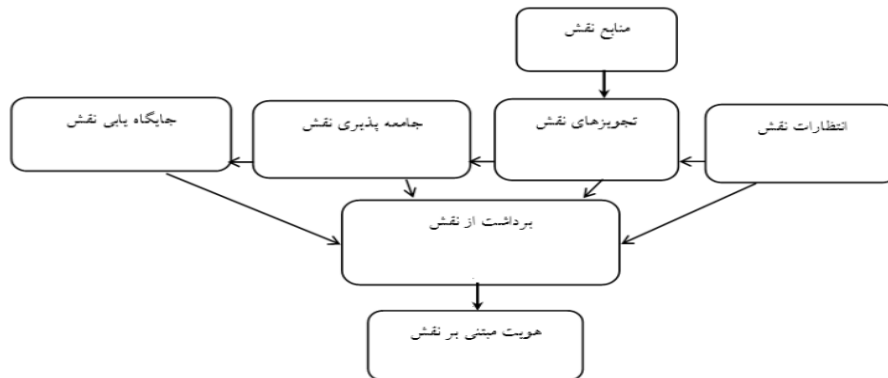 منابع نقش
انتظارات نقش
تجویزهای نقش
جامعه پذیری نقش
جایگاه یابی نقش
برداشت از نقش
هویت مبتنی بر نقش